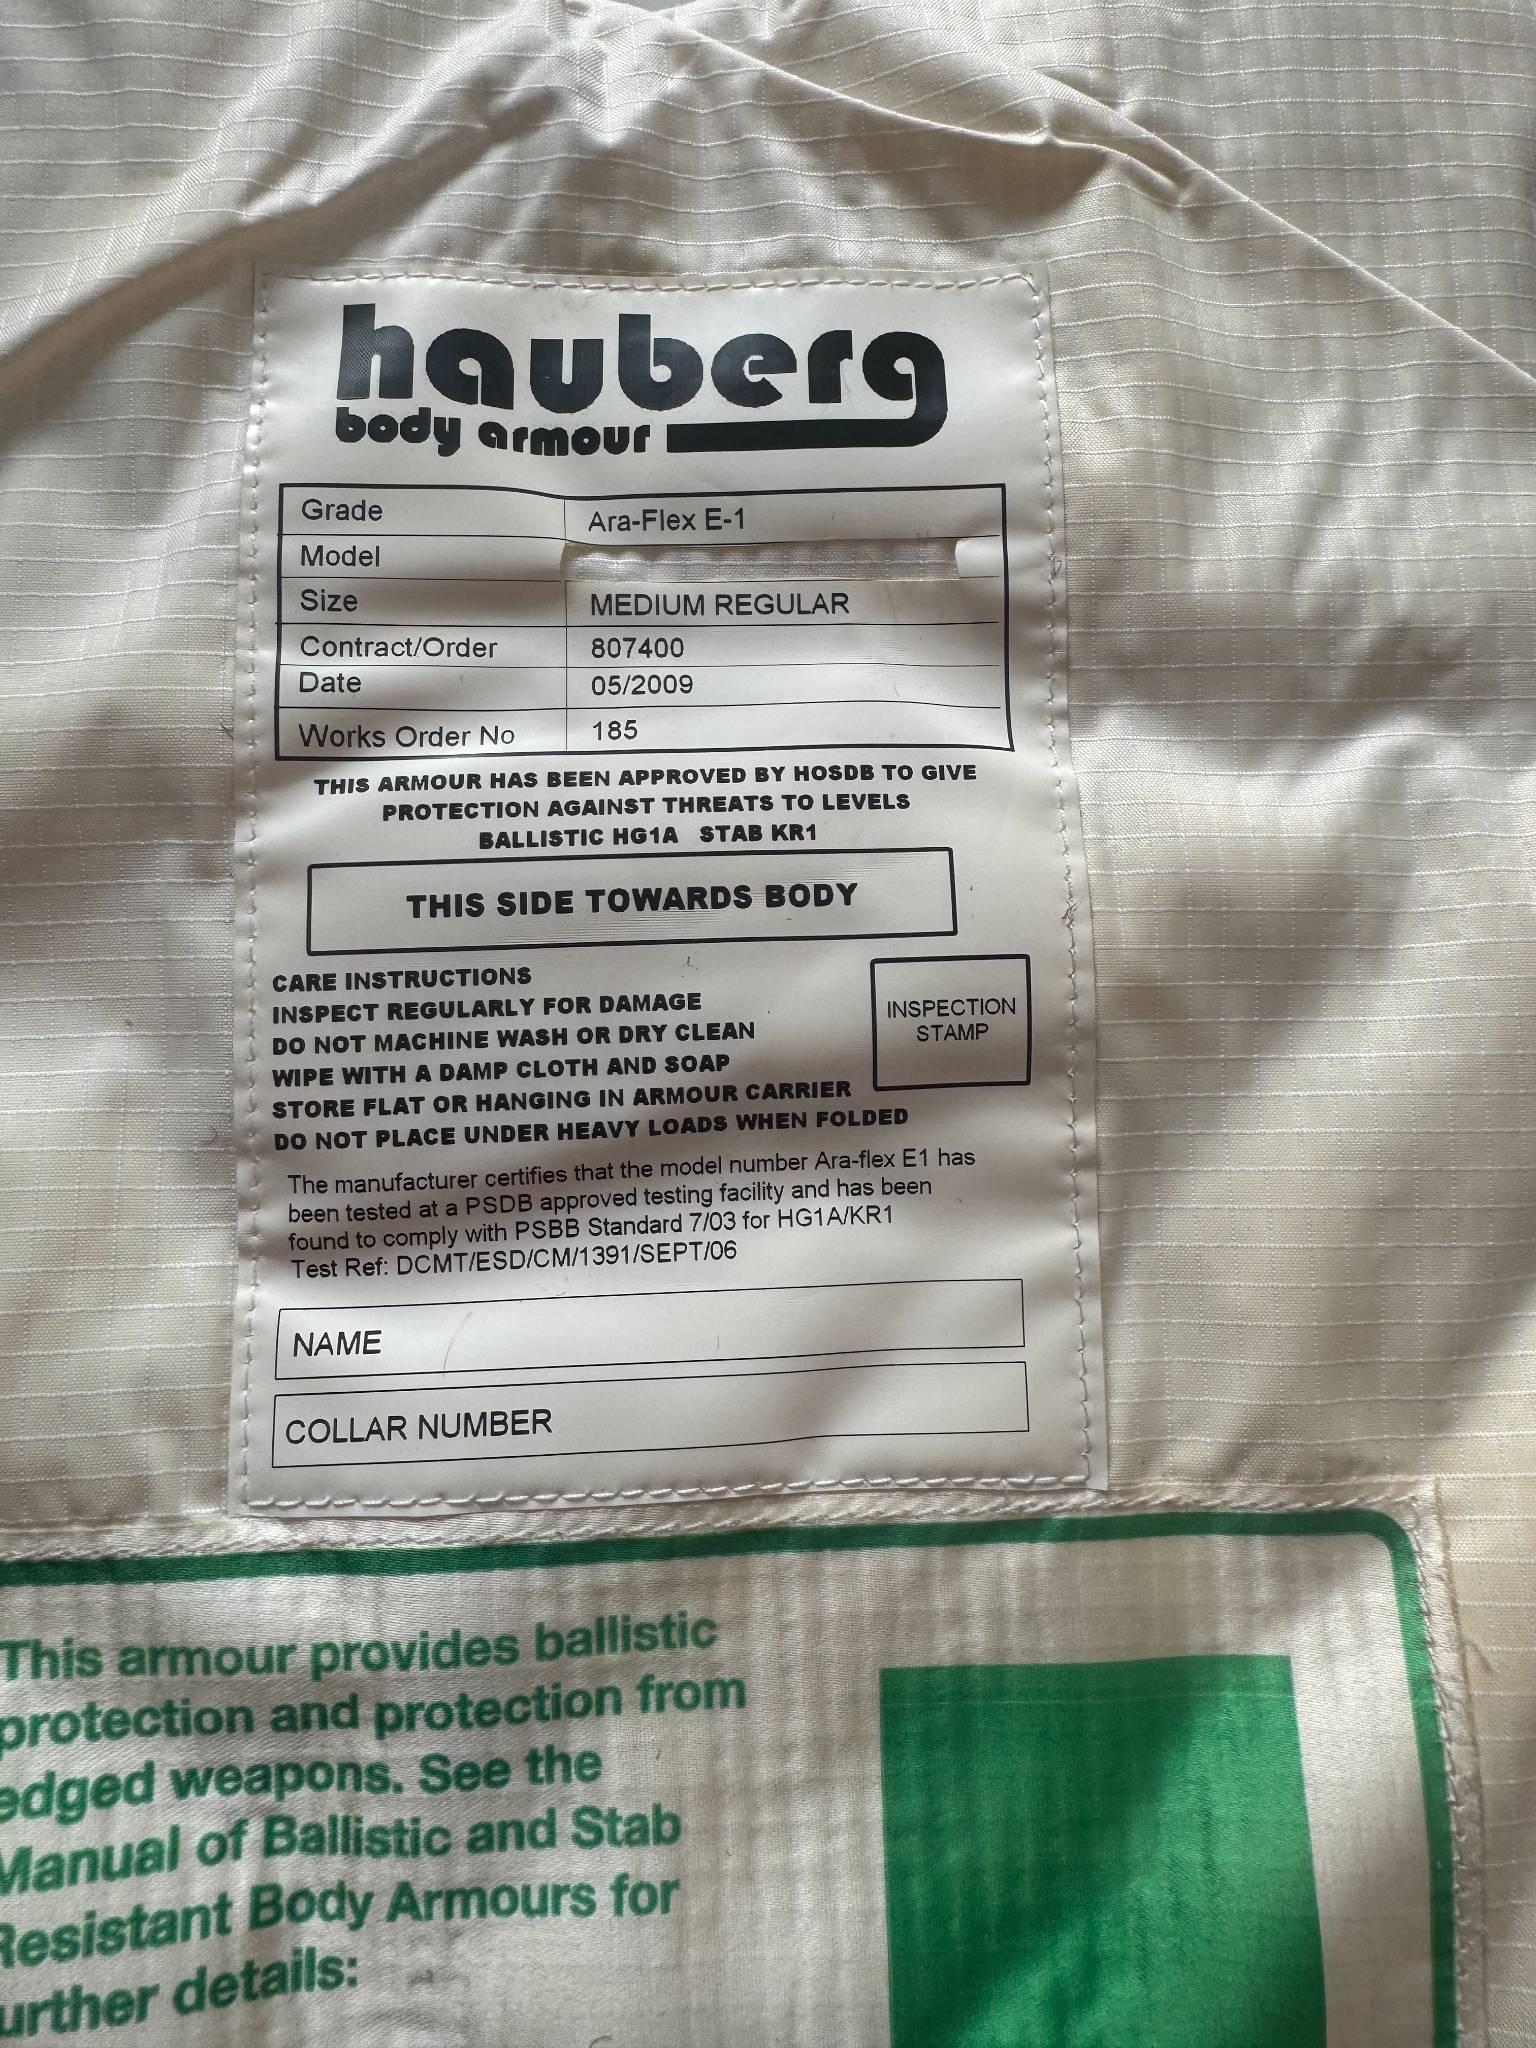 hauberg
body armour
Grade Ara-Flex E-1
Model
Size MEDIUM REGULAR
Contract/Order 807400
Date 05/2009
Works Order No 185
THIS ARMOUR HAS BEEN APPROVED BY HOSDB TO GIVE
PROTECTION AGAINST THREATS TO LEVELS
BALLISTIC HG1A STAB KR1
THIS SIDE TOWARDS BODY
CARE INSTRUCTIONS
INSPECT REGULARLY FOR DAMAGE
DO NOT MACHINE WASH OR DRY CLEAN
WIPE WITH A DAMP CLOTH AND SOAP
STORE FLAT OR HANGING IN ARMOUR CARRIER
DO NOT PLACE UNDER HEAVY LOADS WHEN FOLDED
INSPECTION
STAMP
The manufacturer certifies that the model number Ara-flex E1 has
been tested at a PSDB approved testing facility and has been
found to comply with PSBB Standard 7/03 for HG1A/KR1
Test Ref: DCMT/ESD/CM/1391/SEPT/06
NAME
COLLAR NUMBER
This armour provides ballistic
protection and protection from
edged weapons. See the
Manual of Ballistic and Stab
Resistant Body Armours for
urther details: